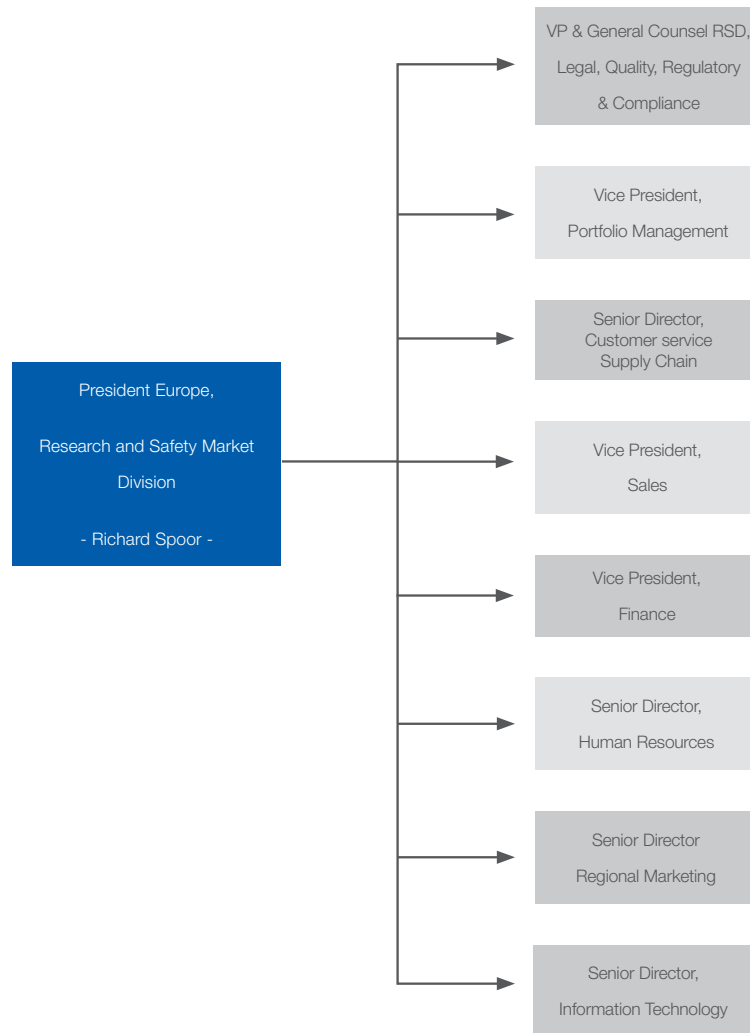 VP & General Counsel RSD,
Legal, Quality, Regulatory
& Compliance
Vice President,
Portfolio Management
Senior Director,
Customer service
Supply Chain
President Europe,
Research and Safety Market
Division
- Richard Spoor -
Vice President,
Sales
Vice President,
Finance
Senior Director,
Human Resources
Senior Director
Regional Marketing
Senior Director,
Information Technology